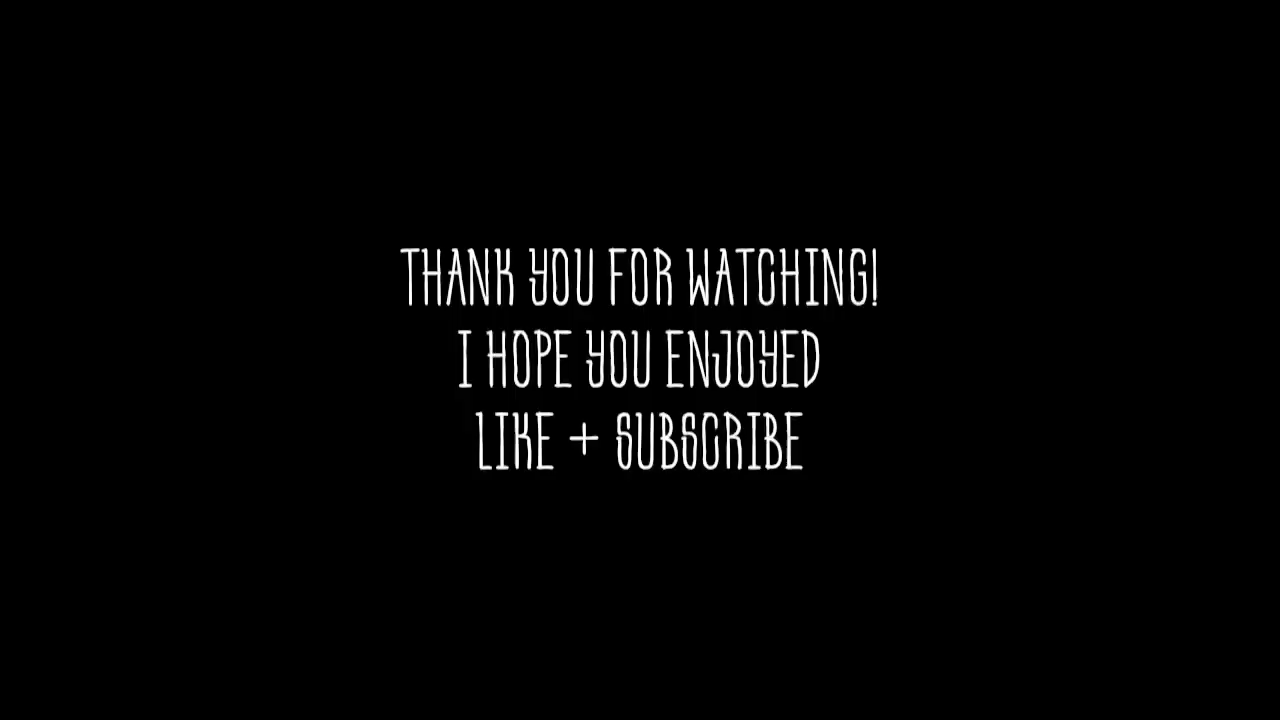 THANK YOU FOR WATCHING!
I HOPE YOU ENJOYED
LIKE + SUBSCRIBE